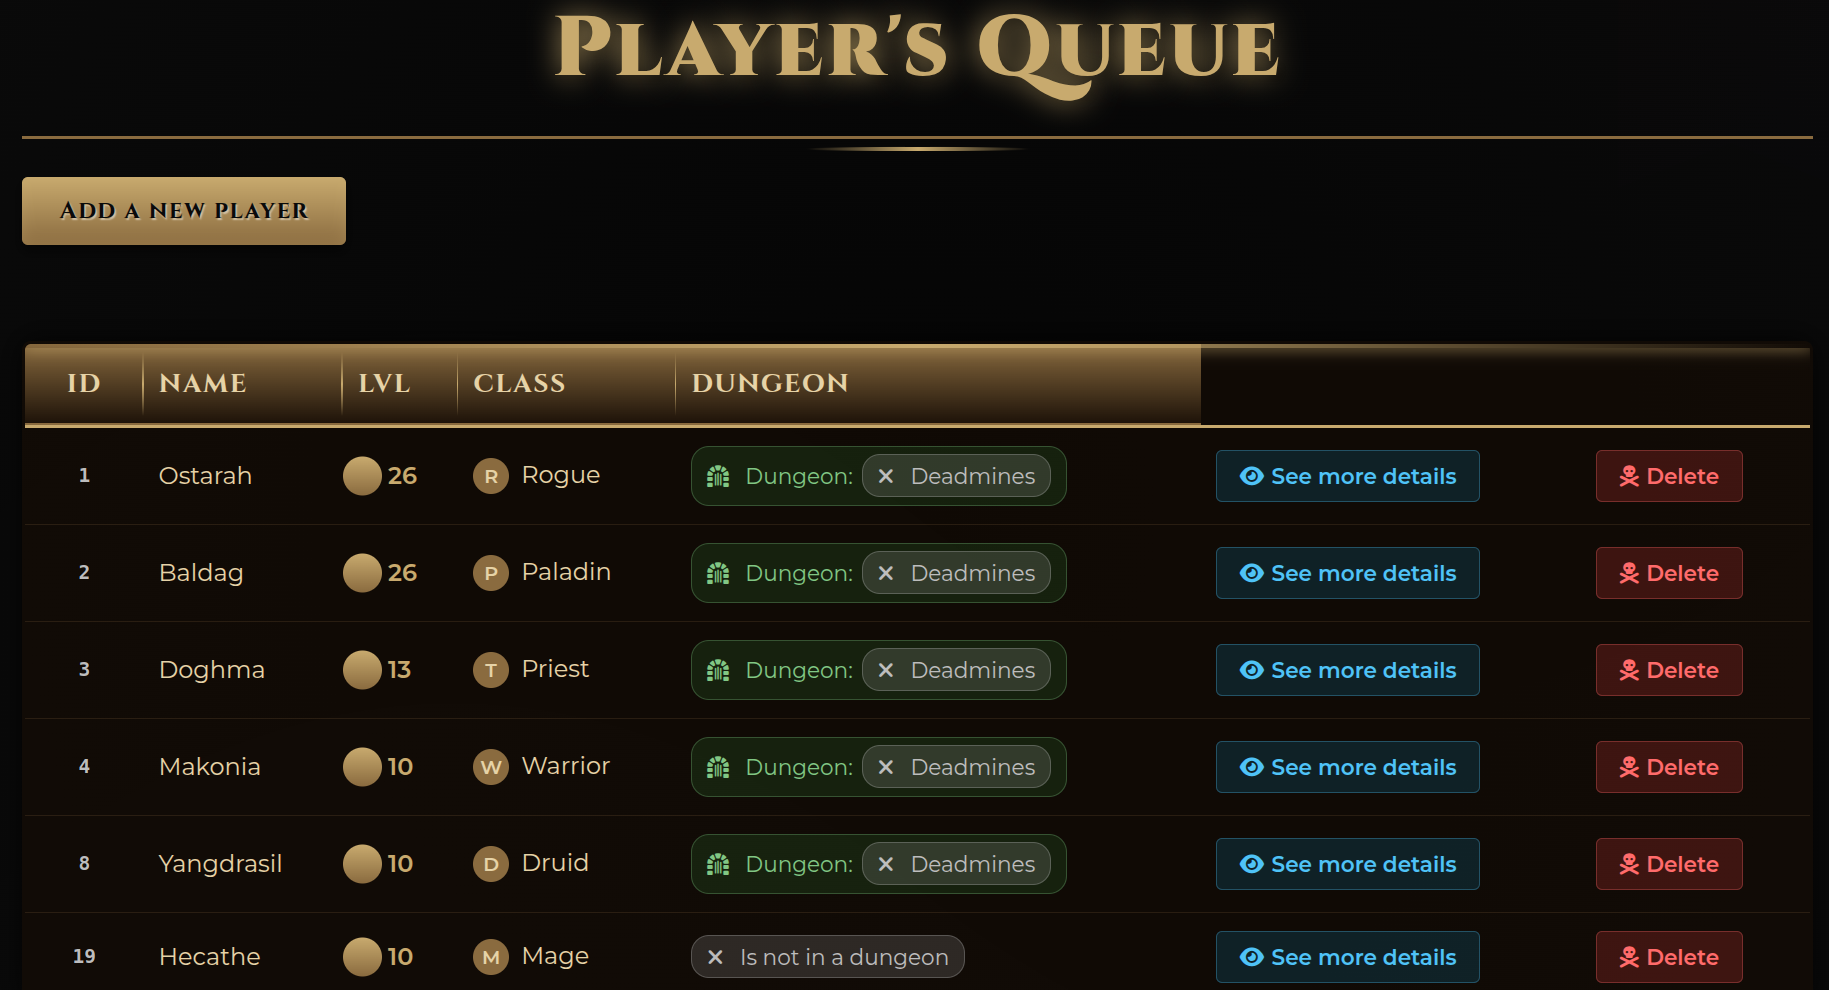 Player's Queue
Add a new player
ID NAME LVL CLASS DUNGEON
1 Ostarah 26 R Rogue Dungeon: Deadmines See more details Delete
2 Baldag 26 P Paladin Dungeon: Deadmines See more details Delete
3 Doghma 13 T Priest Dungeon: Deadmines See more details Delete
4 Makonia 10 W Warrior Dungeon: Deadmines See more details Delete
8 Yangdrasil 10 D Druid Dungeon: Deadmines See more details Delete
19 Hecathe 10 M Mage Is not in a dungeon See more details Delete